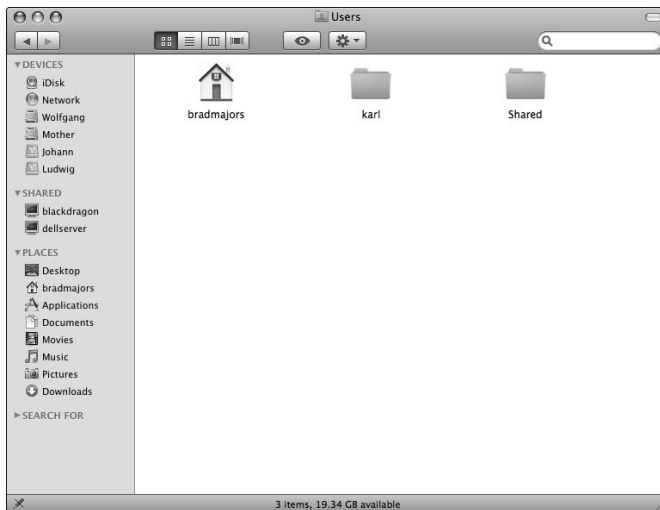 Users
DEVICES
iDisk
Network
Wolfgang
Mother
Johann
Ludwig
SHARED
blackdragon
dellserver
PLACES
Desktop
bradmajors
Applications
Documents
Movies
Music
Pictures
Downloads
SEARCH FOR
bradmajors
karl
Shared
3 items, 19.34 GB available